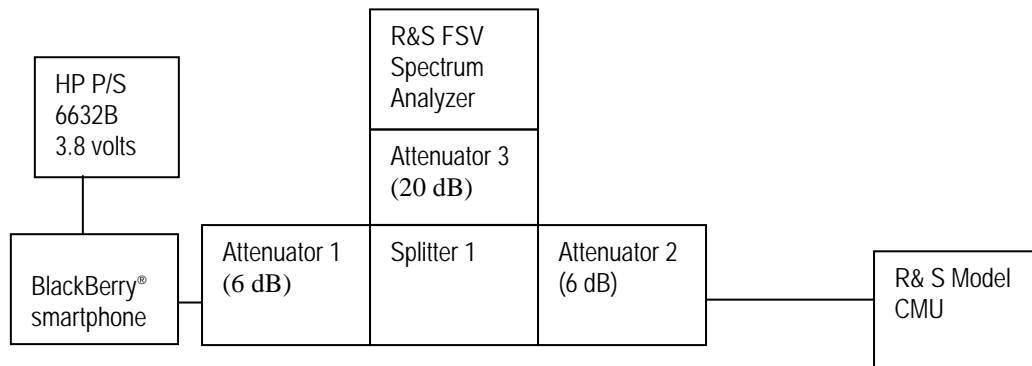 R&S FSV
Spectrum
Analyzer
HP P/S
6632B
3.8 volts
Attenuator 3
(20 dB)
BlackBerry®
smartphone
Attenuator 1
(6 dB)
Splitter 1
Attenuator 2
(6 dB)
R& S Model
CMU